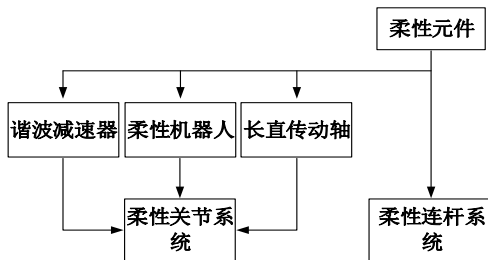 柔性元件
谐波减速器
柔性机器人
长直传动轴
柔性关节系
统
柔性连杆系
统